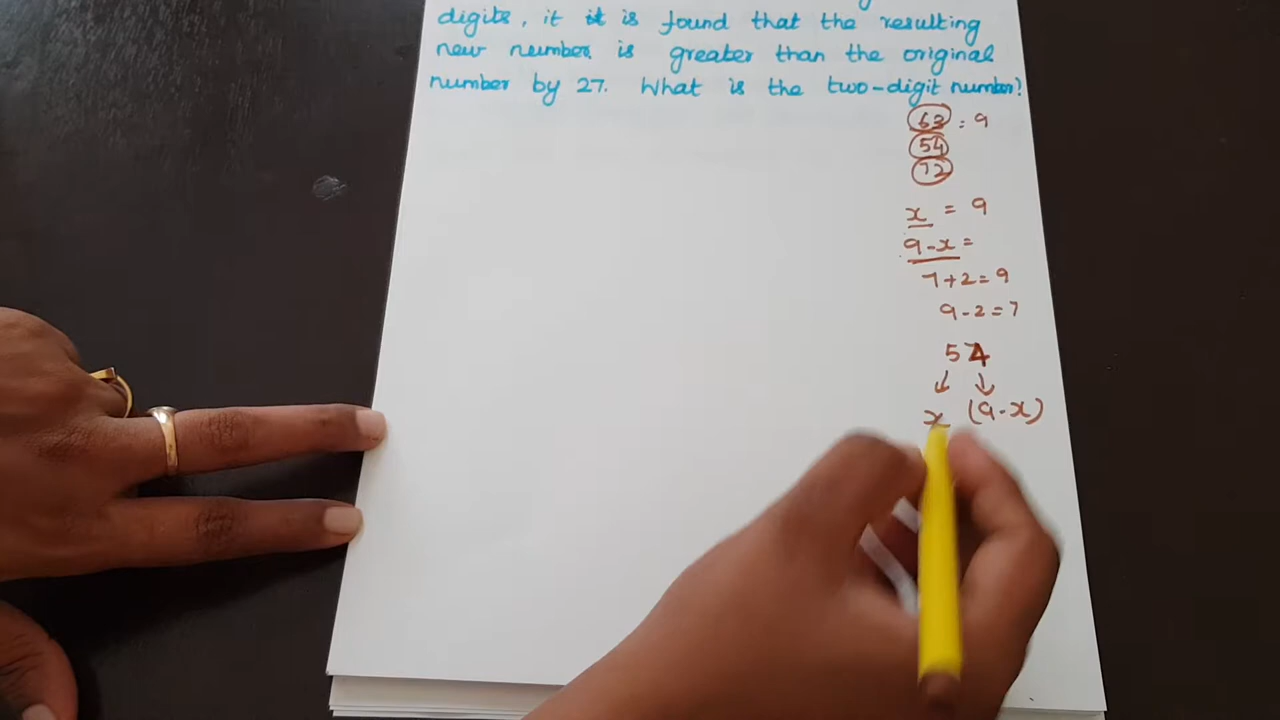 digits, it it is found that the resulting
new number is greater than the original
number by 27. What is the two-digit number?
63 = 9
54
72
x = 9
9-x =
7+2=9
9-2=7
54
x (9-x)